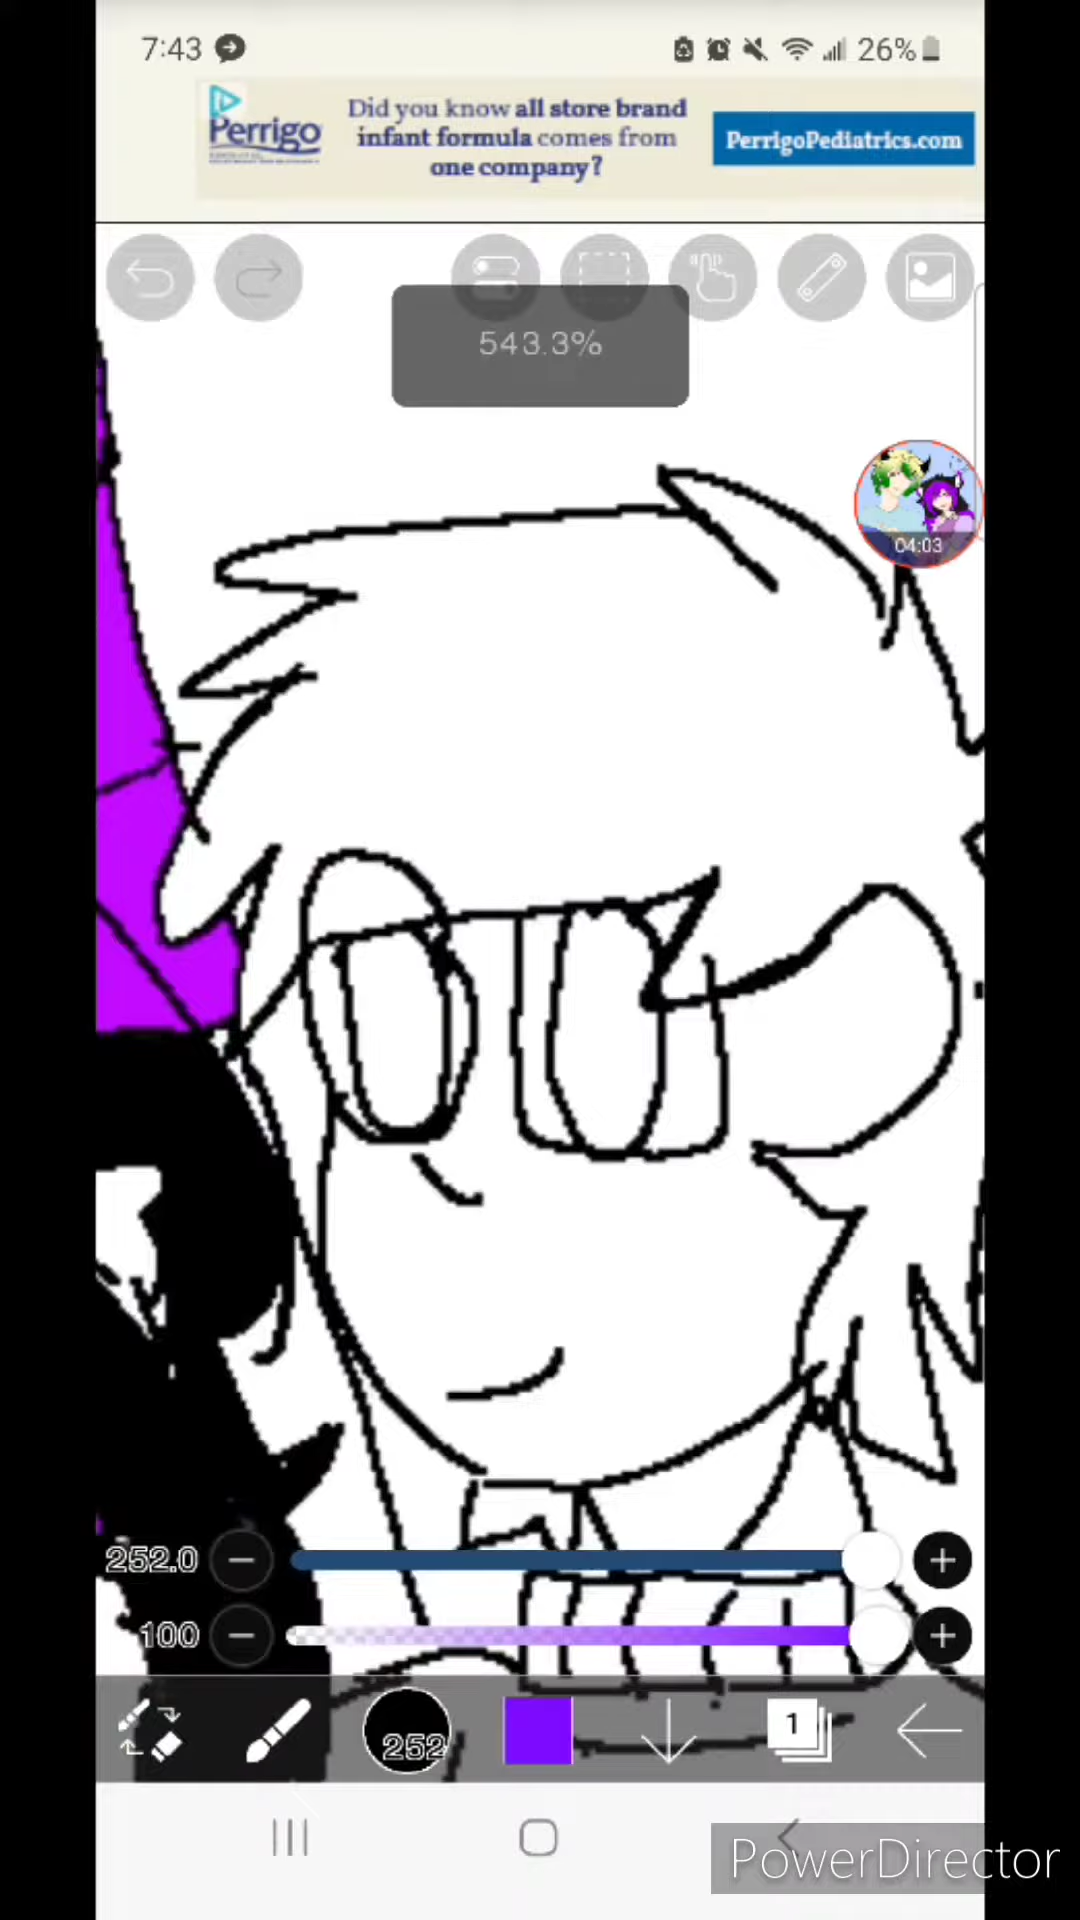 7:43
26%
Perrigo
Did you know all store brand
infant formula comes from
one company?
PerrigoPediatrics.com
543.3%
04:03
252.0
100
252
1
PowerDirector